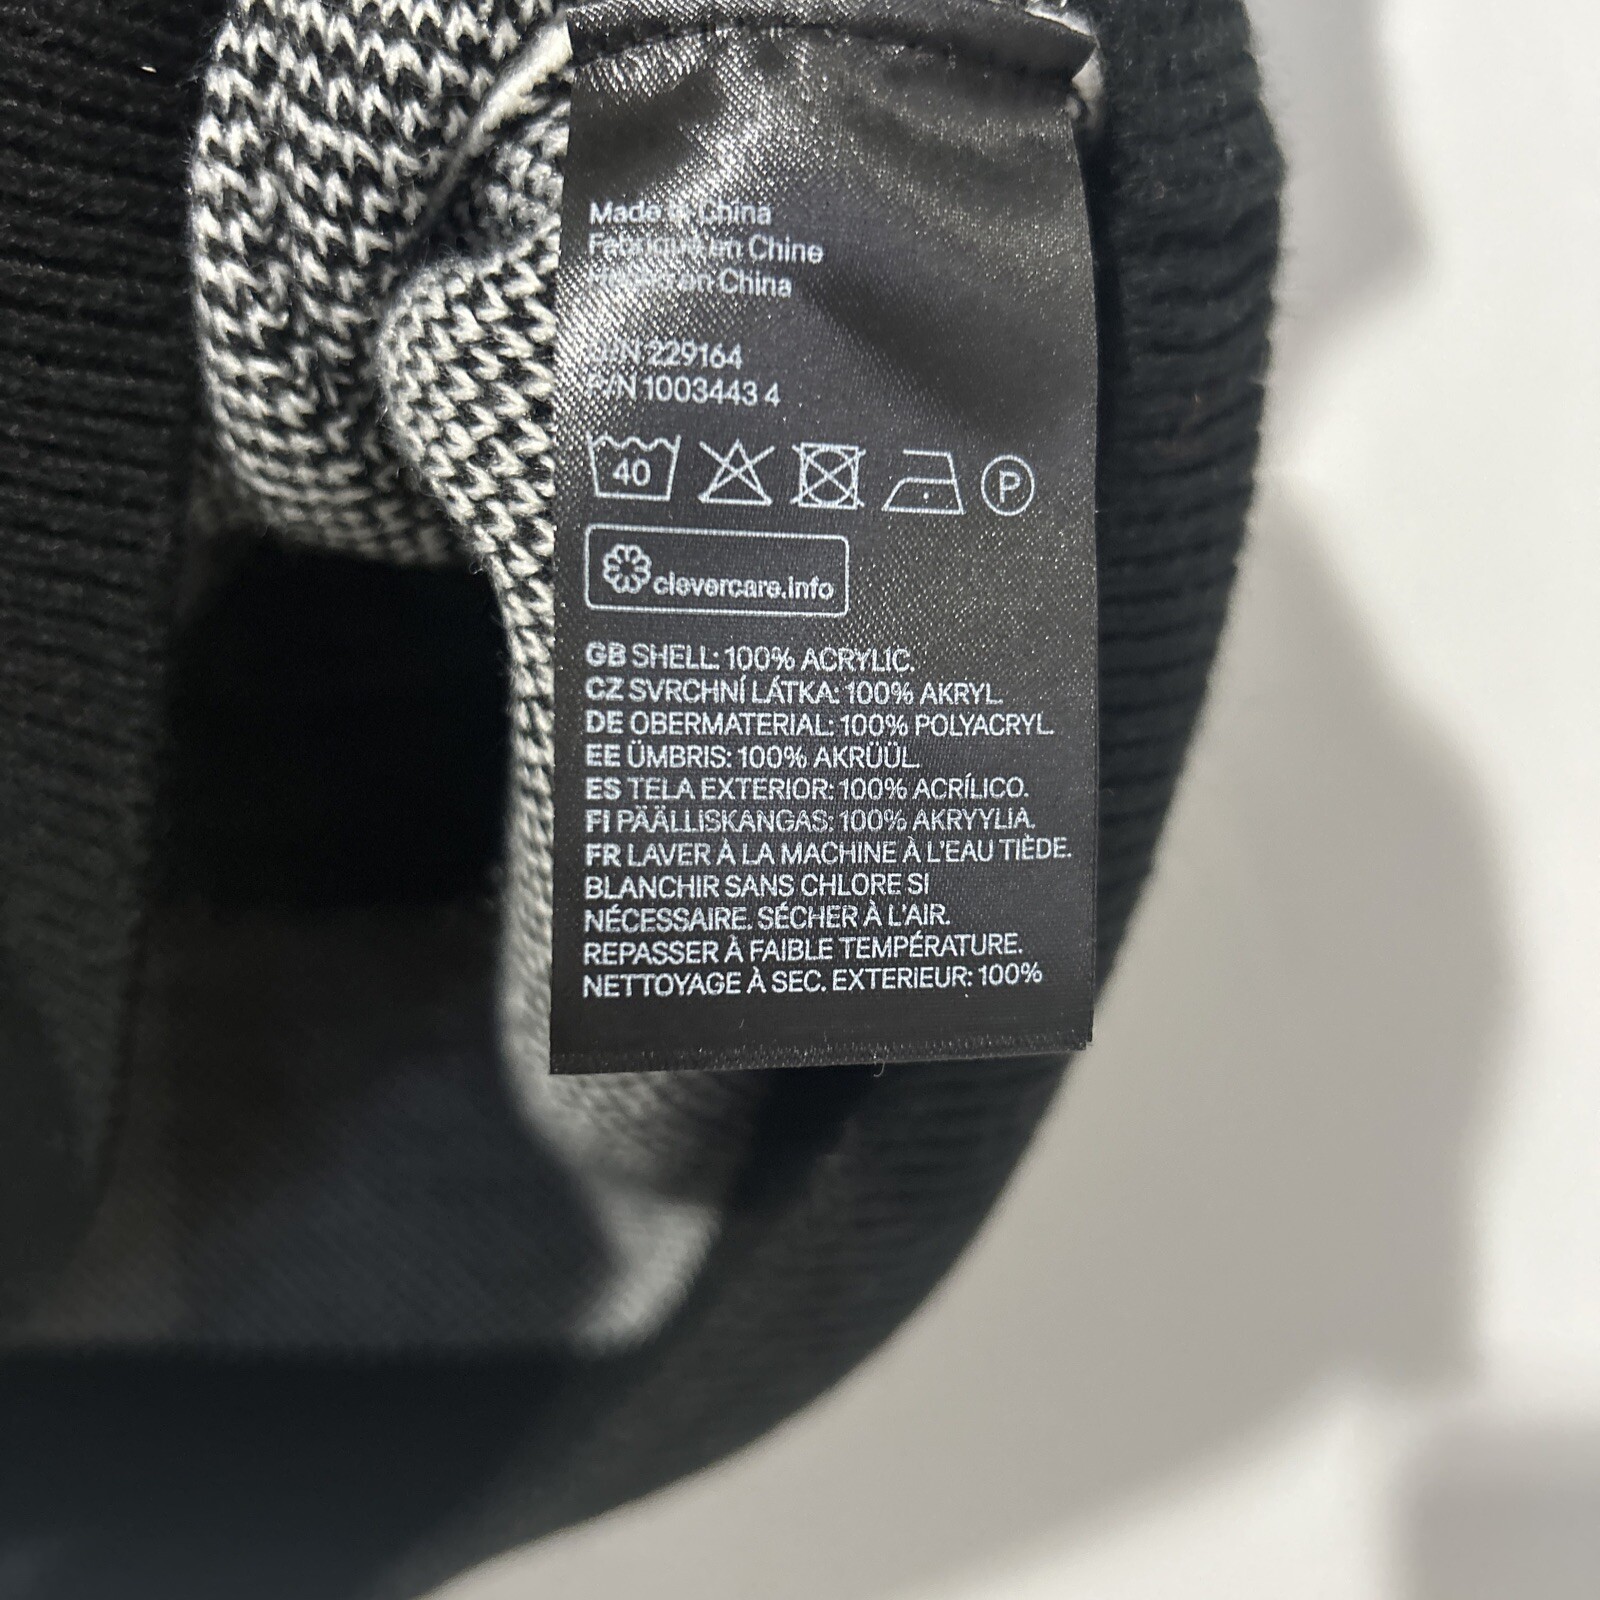 Made in China
Fabriqué en Chine
Hecho en China
S/N 229164
P/N 1003443 4
40
P
clevercare.info
GB SHELL: 100% ACRYLIC.
CZ SVRCHNÍ LÁTKA: 100% AKRYL.
DE OBERMATERIAL: 100% POLYACRYL.
EE ÜMBRIS: 100% AKRÜÜL.
ES TELA EXTERIOR: 100% ACRÍLICO.
FI PÄÄLLISKANGAS: 100% AKRYYLIA.
FR LAVER À LA MACHINE À L'EAU TIÈDE.
BLANCHIR SANS CHLORE SI
NÉCESSAIRE. SÉCHER À L'AIR.
REPASSER À FAIBLE TEMPÉRATURE.
NETTOYAGE À SEC. EXTERIEUR: 100%